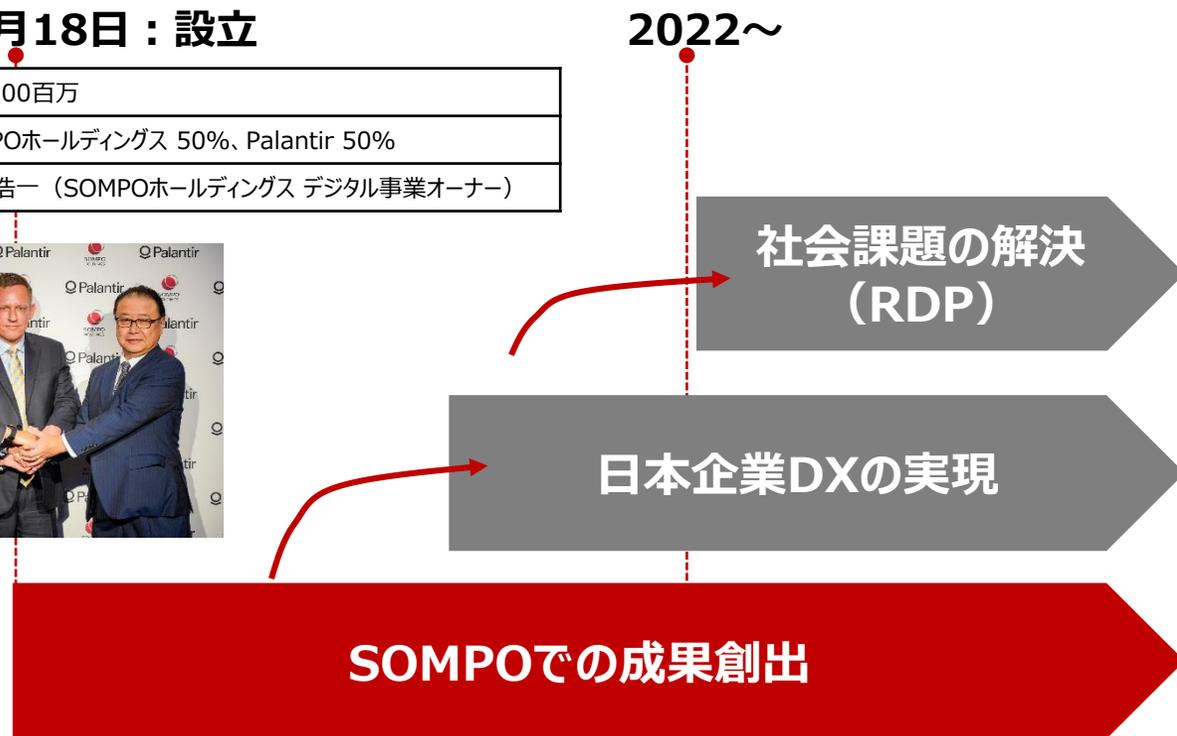 月18日：設立
2022～
00百万
POホールディングス 50%、Palantir 50%
浩一（SOMPOホールディングス デジタル事業オーナー）
Palantir
SOMPO
Palantir
Palantir
社会課題の解決
（RDP）
日本企業DXの実現
SOMPOでの成果創出